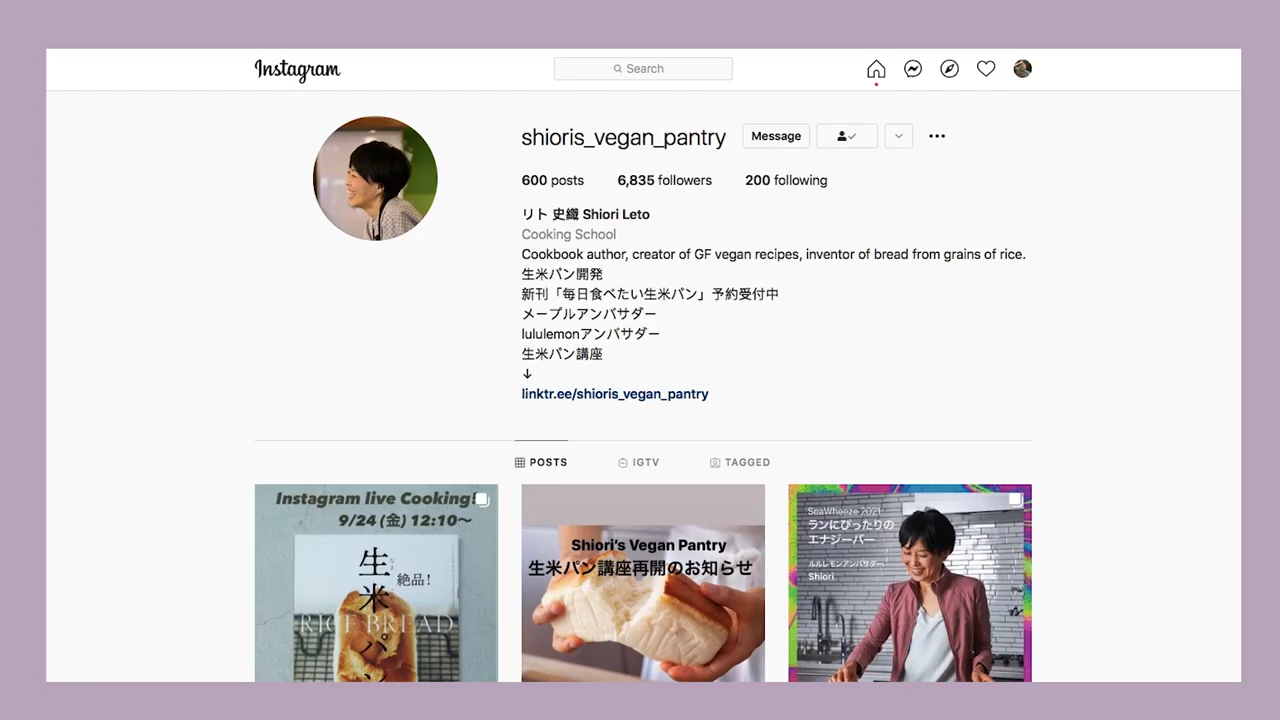 Instagram
Search
shioris_vegan_pantry
Message
600 posts 6,835 followers 200 following
リト 史織 Shiori Leto
Cooking School
Cookbook author, creator of GF vegan recipes, inventor of bread from grains of rice.
生米パン開発
新刊「毎日食べたい生米パン」予約受付中
メープルアンバサダー
lululemonアンバサダー
生米パン講座
↓
linktr.ee/shioris_vegan_pantry
POSTS IGTV TAGGED
Instagram live Cooking!
9/24 (金) 12:10〜
生米パン
なま
絶品!
RICE BREAD
Shiori's Vegan Pantry
生米パン講座再開のお知らせ
SeaWheeze 2021
ランにぴったりの
エナジーバー
ルルレモンアンバサダー
Shiori